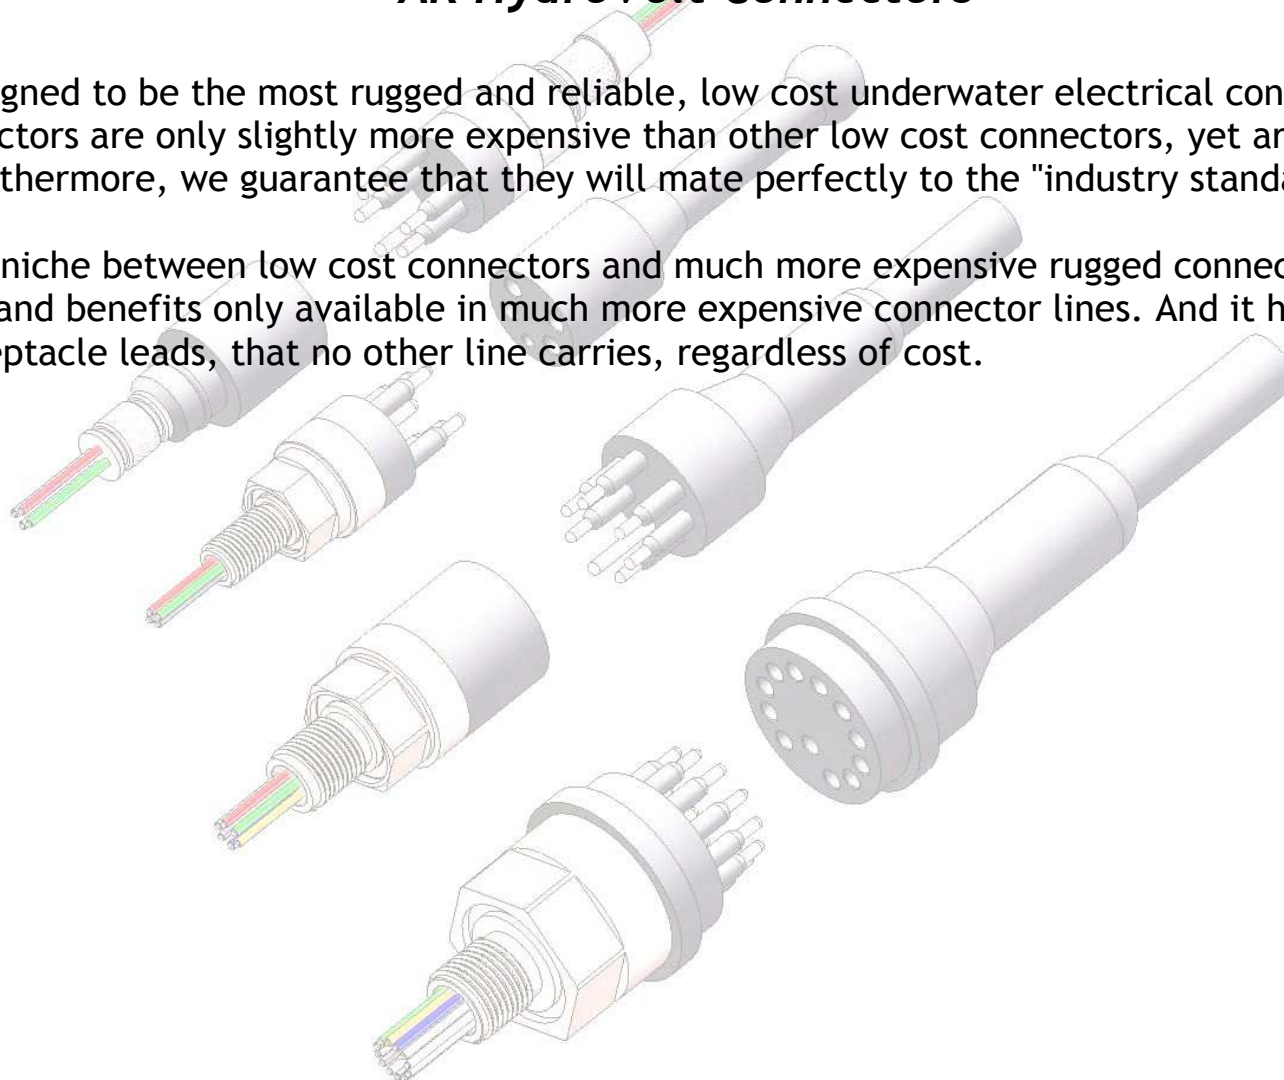 Connectors
gned to be the most rugged and reliable, low cost underwater electrical con
ctors are only slightly more expensive than other low cost connectors, yet ar
thermore, we guarantee that they will mate perfectly to the "industry standa
niche between low cost connectors and much more expensive rugged connec
and benefits only available in much more expensive connector lines. And it h
eptacle leads, that no other line carries, regardless of cost.